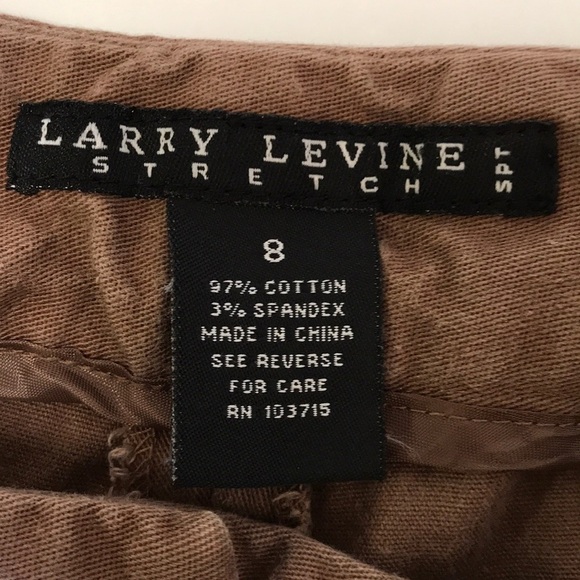 LARRY LEVINE
STRETCH
SPT
8
97% COTTON
3% SPANDEX
MADE IN CHINA
SEE REVERSE
FOR CARE
RN 103715